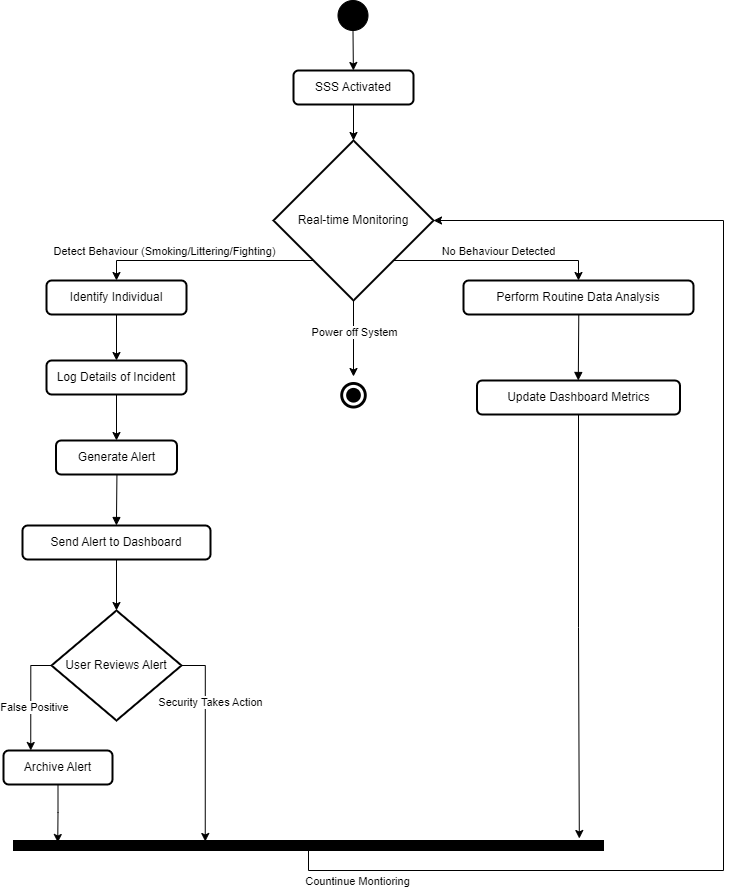 SSS Activated
Real-time Monitoring
Detect Behaviour (Smoking/Littering/Fighting)
No Behaviour Detected
Identify Individual
Perform Routine Data Analysis
Power off System
Log Details of Incident
Update Dashboard Metrics
Generate Alert
Send Alert to Dashboard
User Reviews Alert
False Positive
Security Takes Action
Archive Alert
Countinue Montioring